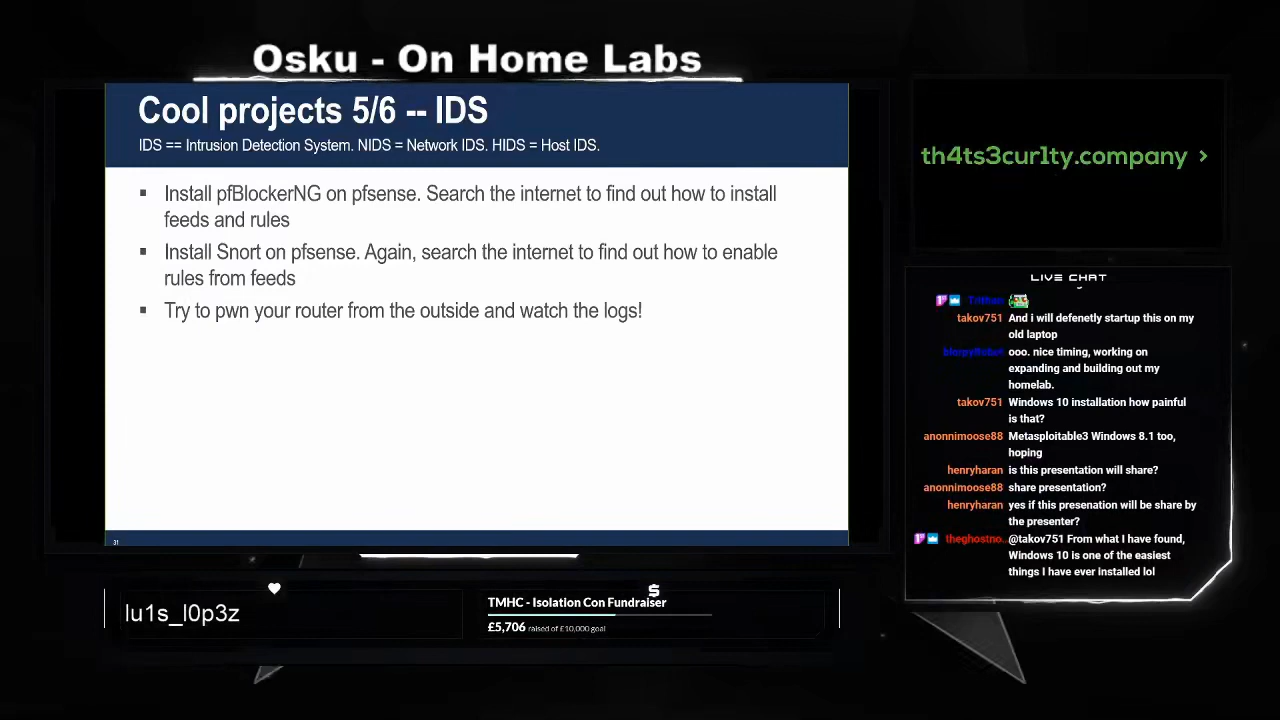 Osku - On Home Labs
Cool projects 5/6 -- IDS
IDS == Intrusion Detection System. NIDS = Network IDS. HIDS = Host IDS.
▪ Install pfBlockerNG on pfsense. Search the internet to find out how to install
feeds and rules
▪ Install Snort on pfsense. Again, search the internet to find out how to enable
rules from feeds
▪ Try to pwn your router from the outside and watch the logs!
31
th4ts3cur1ty.company >
LIVE CHAT
takov751 And i will defenetly startup this on my
old laptop
ooo. nice timing, working on
expanding and building out my
homelab.
takov751 Windows 10 installation how painful
is that?
anonnimoose88 Metasploitable3 Windows 8.1 too,
hoping
henryharan is this presentation will share?
anonnimoose88 share presentation?
henryharan yes if this presenation will be share by
the presenter?
theghostno... @takov751 From what I have found,
Windows 10 is one of the easiest
things I have ever installed lol
lu1s_l0p3z
$
TMHC - Isolation Con Fundraiser
£5,706 raised of £10,000 goal